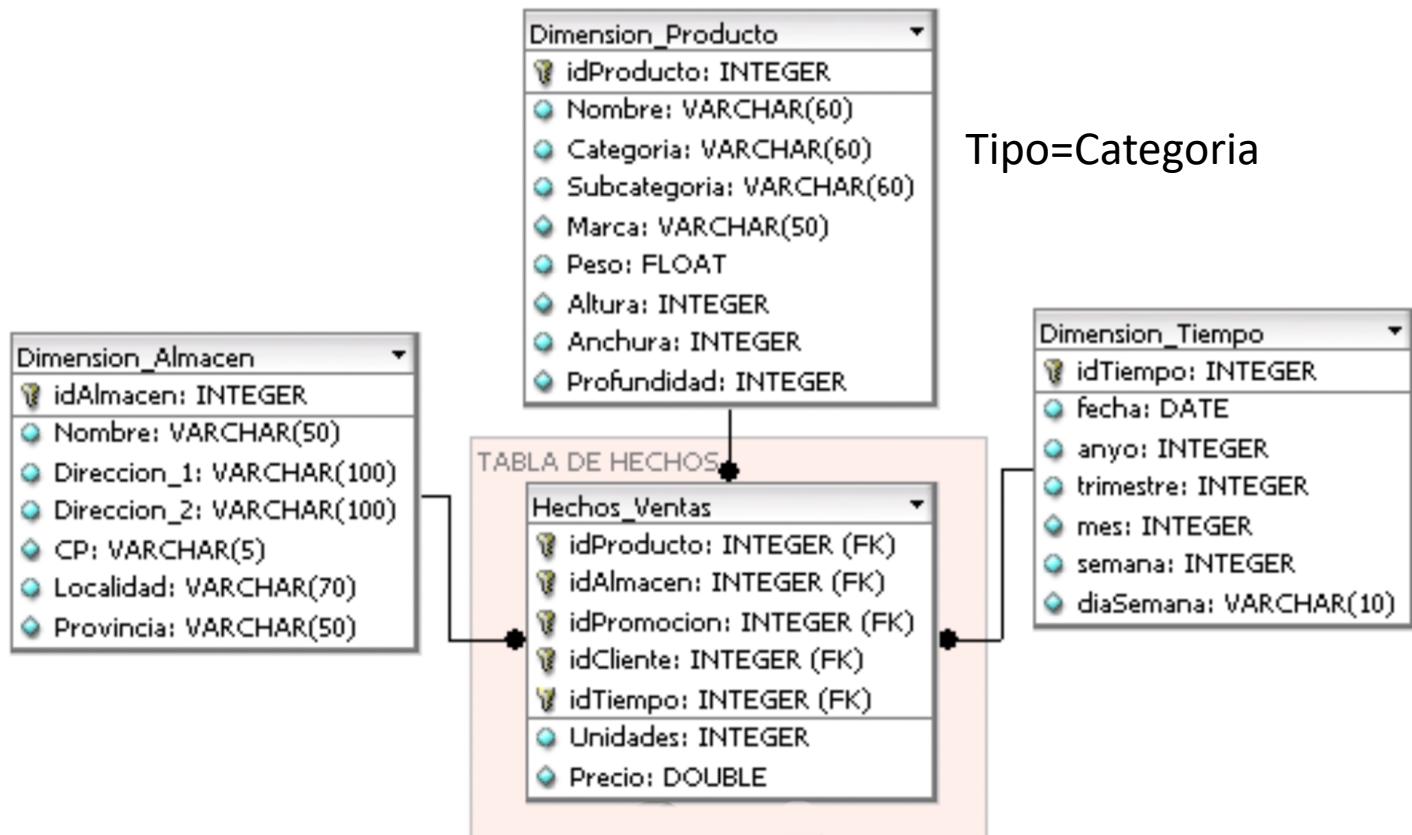 Dimension_Producto
idProducto: INTEGER
Nombre: VARCHAR(60)
Categoria: VARCHAR(60)
Subcategoria: VARCHAR(60)
Marca: VARCHAR(50)
Peso: FLOAT
Altura: INTEGER
Anchura: INTEGER
Profundidad: INTEGER
Tipo=Categoria
Dimension_Almacen
idAlmacen: INTEGER
Nombre: VARCHAR(50)
Direccion_1: VARCHAR(100)
Direccion_2: VARCHAR(100)
CP: VARCHAR(5)
Localidad: VARCHAR(70)
Provincia: VARCHAR(50)
Dimension_Tiempo
idTiempo: INTEGER
fecha: DATE
anyo: INTEGER
trimestre: INTEGER
mes: INTEGER
semana: INTEGER
diaSemana: VARCHAR(10)
TABLA DE HECHOS
Hechos_Ventas
idProducto: INTEGER (FK)
idAlmacen: INTEGER (FK)
idPromocion: INTEGER (FK)
idCliente: INTEGER (FK)
idTiempo: INTEGER (FK)
Unidades: INTEGER
Precio: DOUBLE